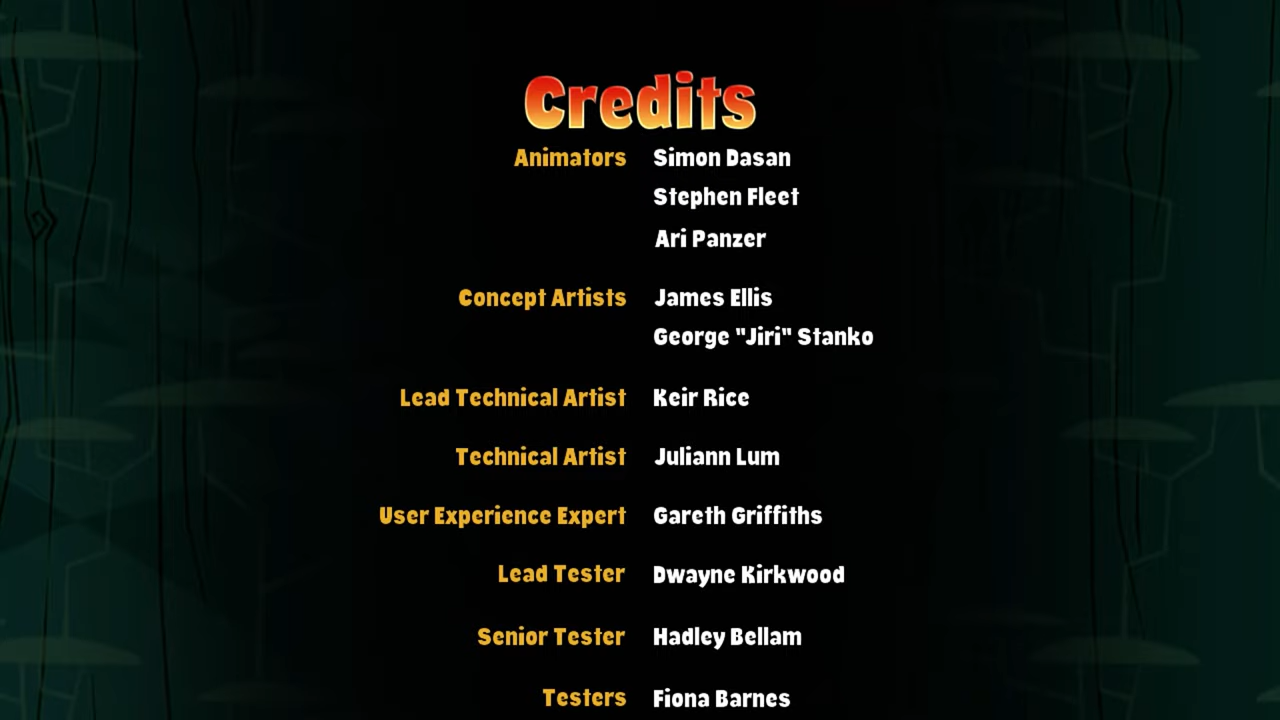 Credits
Animators Simon Dasan
Stephen Fleet
Ari Panzer
Concept Artists James Ellis
George "Jiri" Stanko
Lead Technical Artist Keir Rice
Technical Artist Juliann Lum
User Experience Expert Gareth Griffiths
Lead Tester Dwayne Kirkwood
Senior Tester Hadley Bellam
Testers Fiona Barnes